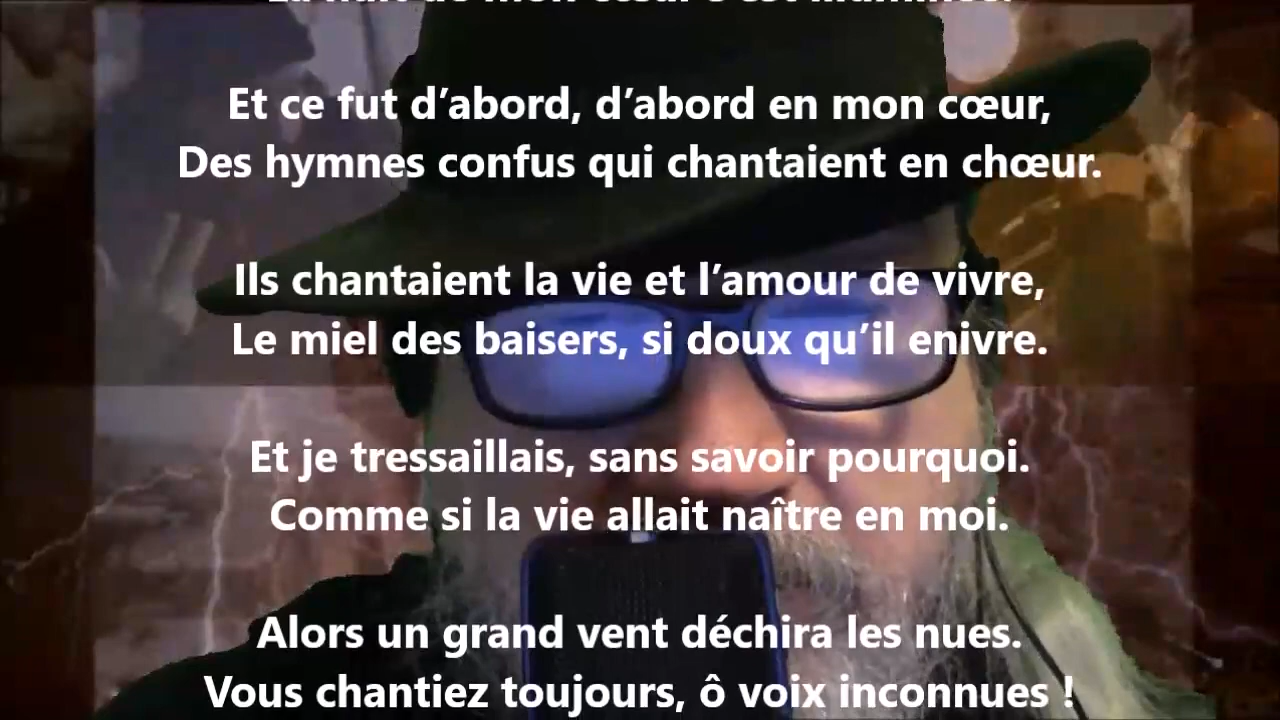 Et ce fut d’abord, d’abord en mon cœur,
Des hymnes confus qui chantaient en chœur.
Ils chantaient la vie et l’amour de vivre,
Le miel des baisers, si doux qu’il enivre.
Et je tressaillais, sans savoir pourquoi.
Comme si la vie allait naître en moi.
Alors un grand vent déchira les nues.
Vous chantiez toujours, ô voix inconnues !